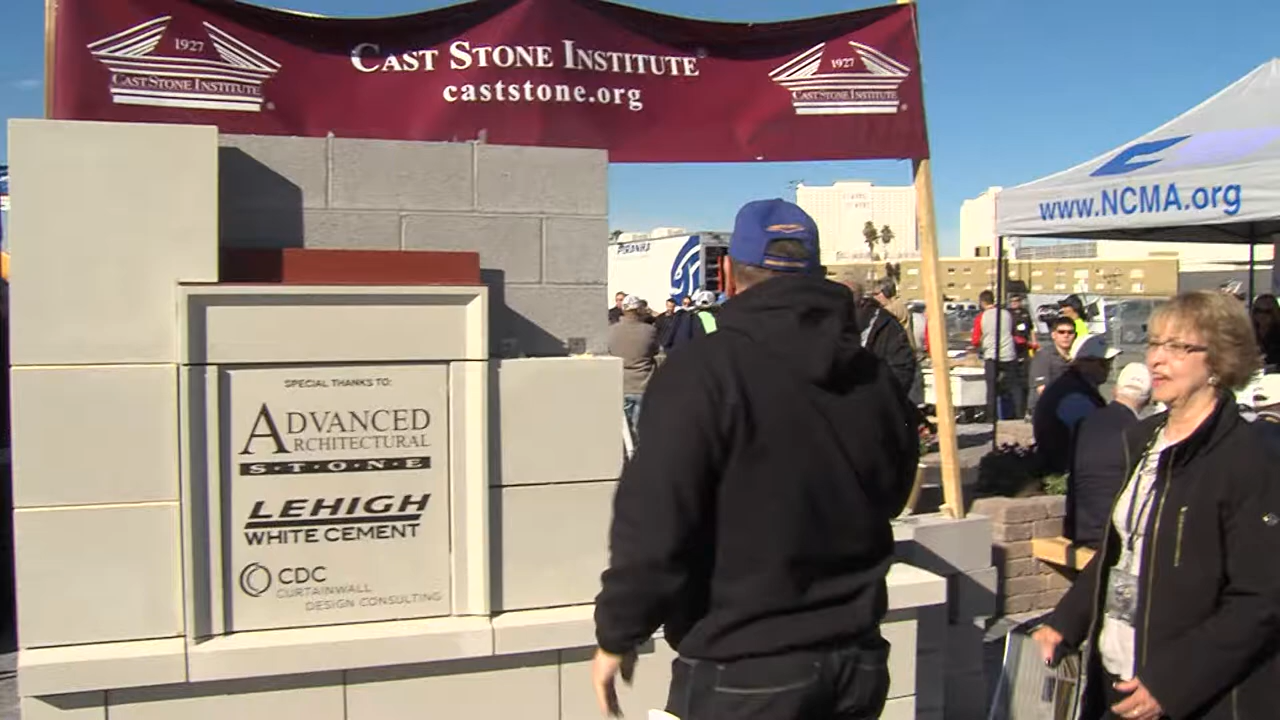 1927
CAST STONE INSTITUTE
CAST STONE INSTITUTE®
caststone.org
1927
CAST STONE INSTITUTE
www.NCMA.org
PIRANHA
SPECIAL THANKS TO:
ADVANCED
ARCHITECTURAL
S·T·O·N·E
LEHIGH
WHITE CEMENT
CDC
CURTAINWALL
DESIGN CONSULTING